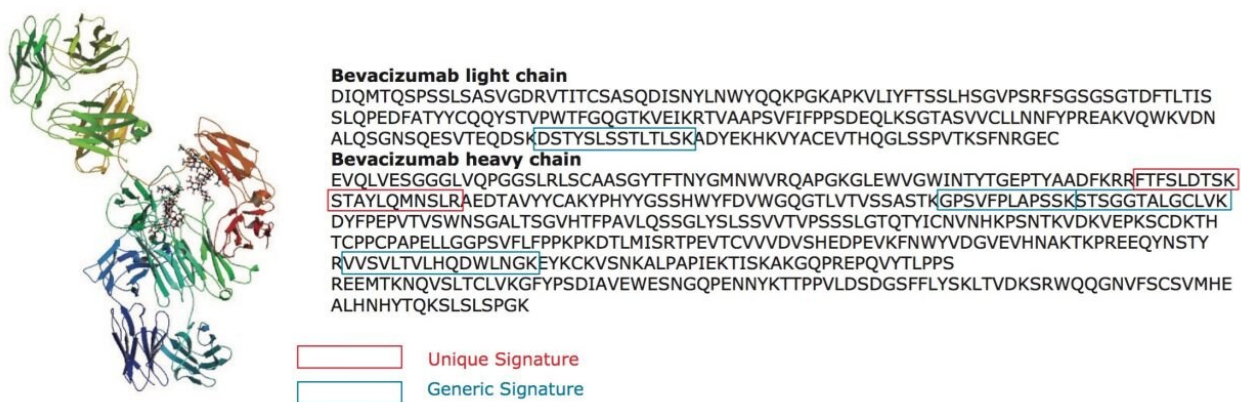 Bevacizumab light chain
DIQMTQSPSSLSASVGDRVTITCSASQDISNYLNWYQQKPGKAPKVLIYFTSSLHSGVPSRFSGSGSGTDFTLTIS
SLQPEDFATYYCQQYSTVPWTFGQGTKVEIKRTVAAPSVFIFPPSDEQLKSGTASVVCLLNNFYPREAKVQWKVDN
ALQSGNSQESVTEQDSKDSTYSLSSTLTLSKADYEKHKVYACEVTHQGLSSPVTKSFNRGEC
Bevacizumab heavy chain
EVQLVESGGGLVQPGGSLRLSCAASGYTFTNYGMNWVRQAPGKGLEWVGWINTYTGEPTYAADFKRRFTFSLDTSK
STAYLQMNSLRAEDTAVYYCAKYPHYYGSSHWYFDVWGQGTLVTVSSASTKGPSVFPLAPSSKSTSGGTALGCLVK
DYFPEPVTVSWNSGALTSGVHTFPAVLQSSGLYSLSSVVTVPSSSLGTQTYICNVNHKPSNTKVDKVEPKSCDKTH
TCPPCPAPELLGGPSVFLFPPKPKDTLMISRTPEVTCVVVDVSHEDPEVKFNWYVDGVEVHNAKTKPREEQYNSTY
RVVSVLTVLHQDWLNGKEYKCKVSNKALPAPIEKTISKAKGQPREPQVYTLPPS
REEMTKNQVSLTCLVKGFYPSDIAVEWESNGQPENNYKTTPPVLDSDGSFFLYSKLTVDKSRWQQGNVFSCSVMHE
ALHNHYTQKSLSLSPGK
Unique Signature
Generic Signature